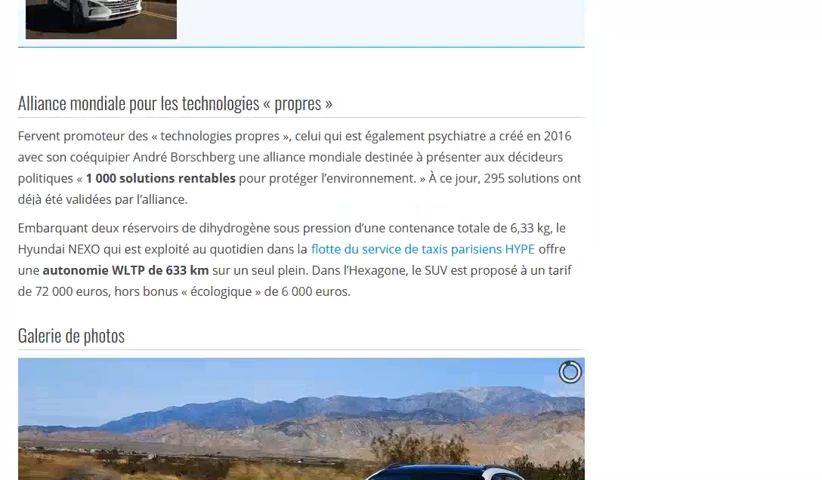 Alliance mondiale pour les technologies « propres »
Fervent promoteur des « technologies propres », celui qui est également psychiatre a créé en 2016
avec son coéquipier André Borschberg une alliance mondiale destinée à présenter aux décideurs
politiques « 1 000 solutions rentables pour protéger l’environnement. » À ce jour, 295 solutions ont
déjà été validées par l’alliance.
Embarquant deux réservoirs de dihydrogène sous pression d’une contenance totale de 6,33 kg, le
Hyundai NEXO qui est exploité au quotidien dans la flotte du service de taxis parisiens HYPE offre
une autonomie WLTP de 633 km sur un seul plein. Dans l’Hexagone, le SUV est proposé à un tarif
de 72 000 euros, hors bonus « écologique » de 6 000 euros.
Galerie de photos